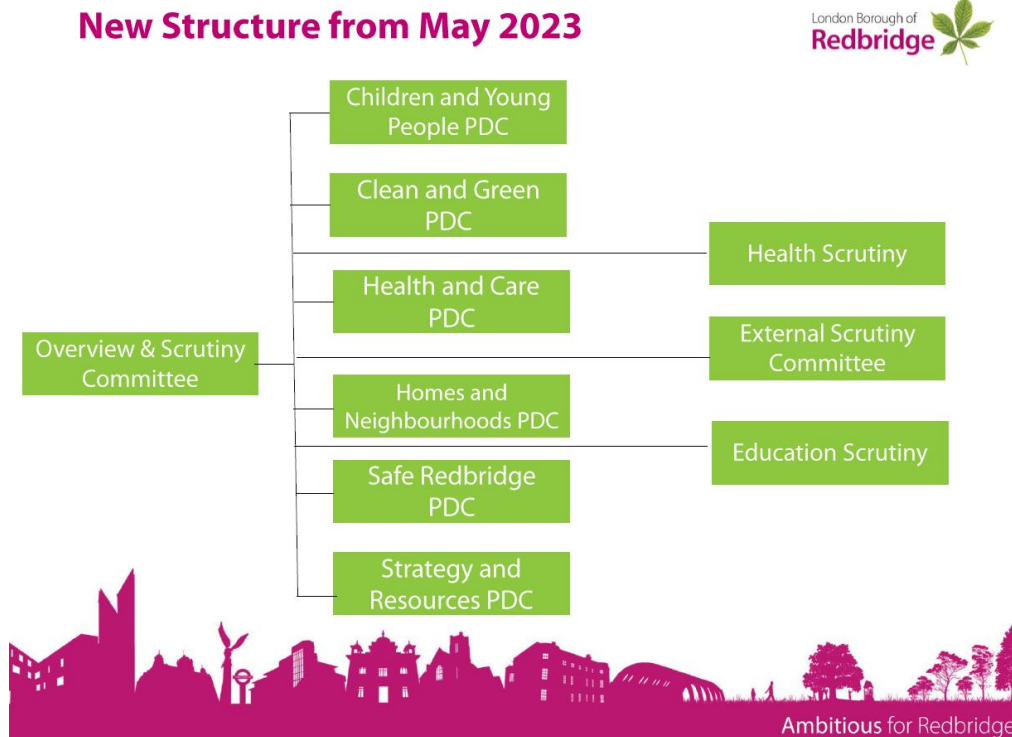 New Structure from May 2023
London Borough of
Redbridge
Children and Young
People PDC
Clean and Green
PDC
Health Scrutiny
Health and Care
PDC
Overview & Scrutiny
Committee
External Scrutiny
Committee
Homes and
Neighbourhoods PDC
Education Scrutiny
Safe Redbridge
PDC
Strategy and
Resources PDC
Ambitious for Redbridge